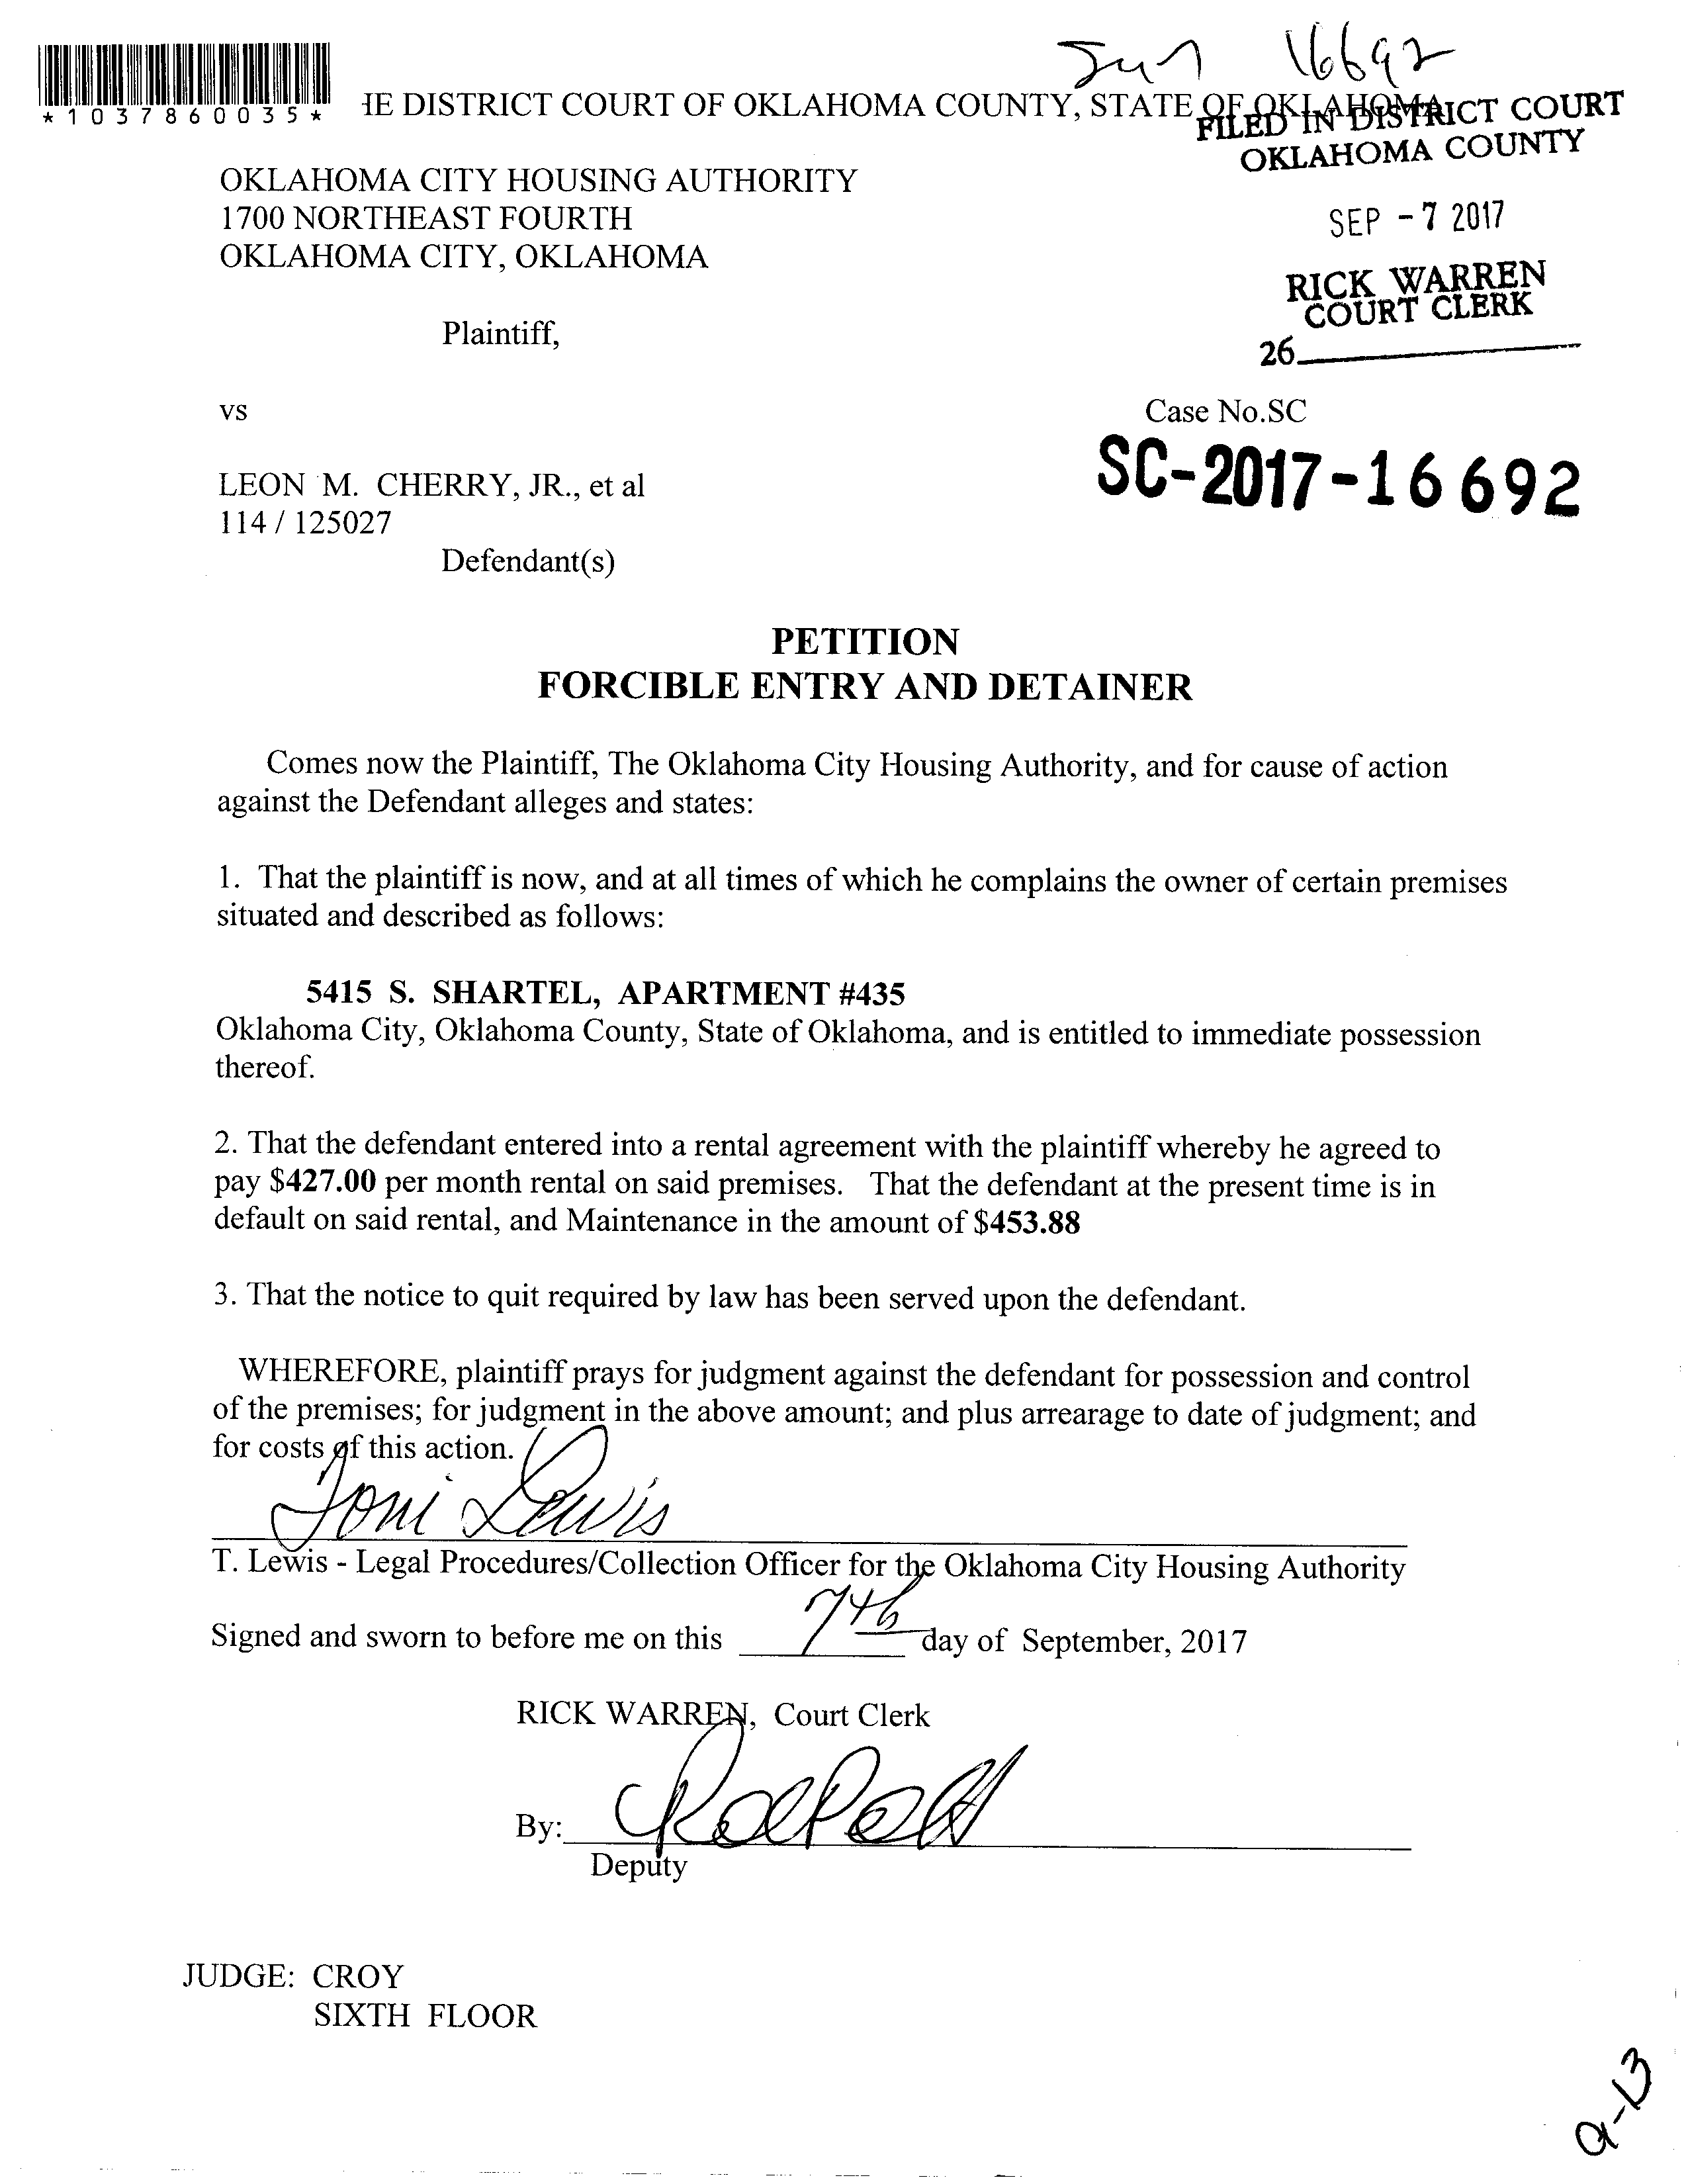 16692
*1037860035*
HE DISTRICT COURT OF OKLAHOMA COUNTY, STATE OF OKLAHOMA
FILED IN DISTRICT COURT
OKLAHOMA COUNTY
OKLAHOMA CITY HOUSING AUTHORITY
1700 NORTHEAST FOURTH
OKLAHOMA CITY, OKLAHOMA
SEP -7 2017
RICK WARREN
COURT CLERK
26
Plaintiff,
vs
Case No.SC
SC-2017-16692
LEON M. CHERRY, JR., et al
114 / 125027
Defendant(s)
PETITION
FORCIBLE ENTRY AND DETAINER
Comes now the Plaintiff, The Oklahoma City Housing Authority, and for cause of action
against the Defendant alleges and states:
1. That the plaintiff is now, and at all times of which he complains the owner of certain premises
situated and described as follows:
5415 S. SHARTEL, APARTMENT #435
Oklahoma City, Oklahoma County, State of Oklahoma, and is entitled to immediate possession
thereof.
2. That the defendant entered into a rental agreement with the plaintiff whereby he agreed to
pay $427.00 per month rental on said premises. That the defendant at the present time is in
default on said rental, and Maintenance in the amount of $453.88
3. That the notice to quit required by law has been served upon the defendant.
WHEREFORE, plaintiff prays for judgment against the defendant for possession and control
of the premises; for judgment in the above amount; and plus arrearage to date of judgment; and
for costs of this action.
Toni Lewis
T. Lewis - Legal Procedures/Collection Officer for the Oklahoma City Housing Authority
Signed and sworn to before me on this 7th day of September, 2017
RICK WARREN, Court Clerk
By:
Deputy
JUDGE: CROY
SIXTH FLOOR
9-13